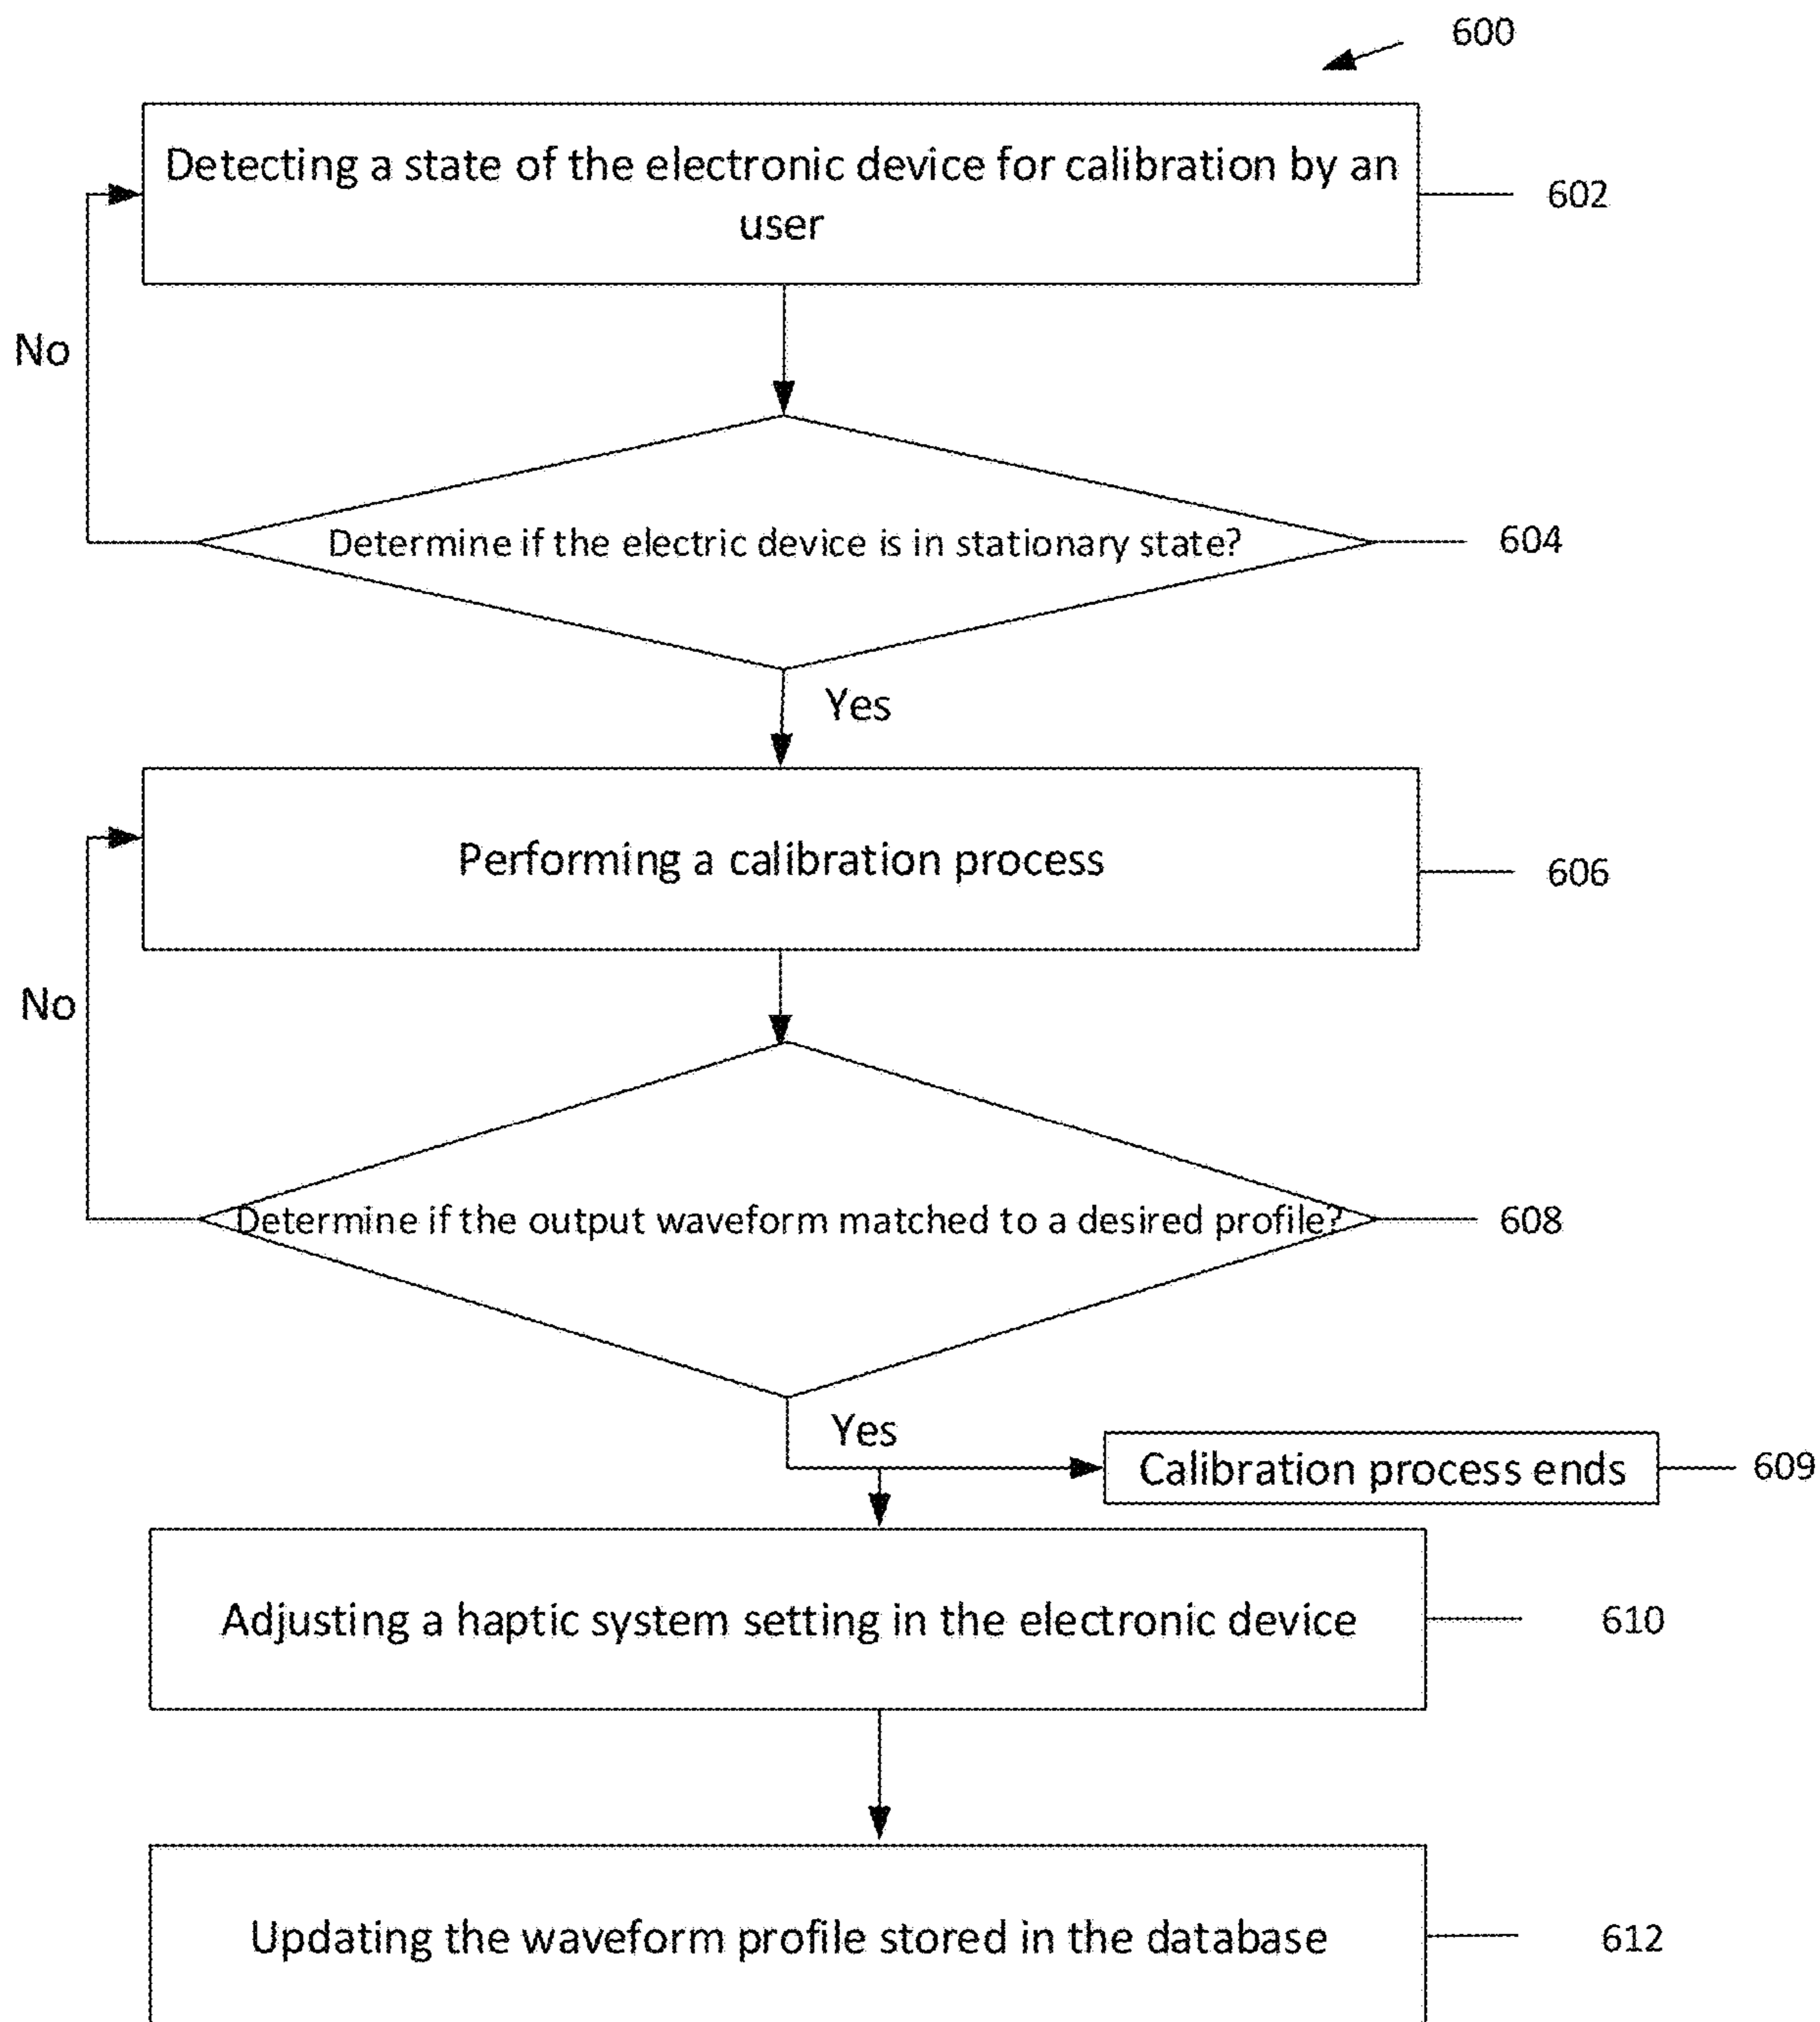 600
Detecting a state of the electronic device for calibration by an
user
602
No
Determine if the electric device is in stationary state?
604
Yes
Performing a calibration process
606
No
Determine if the output waveform matched to a desired profile?
608
Yes
Calibration process ends
609
Adjusting a haptic system setting in the electronic device
610
Updating the waveform profile stored in the database
612